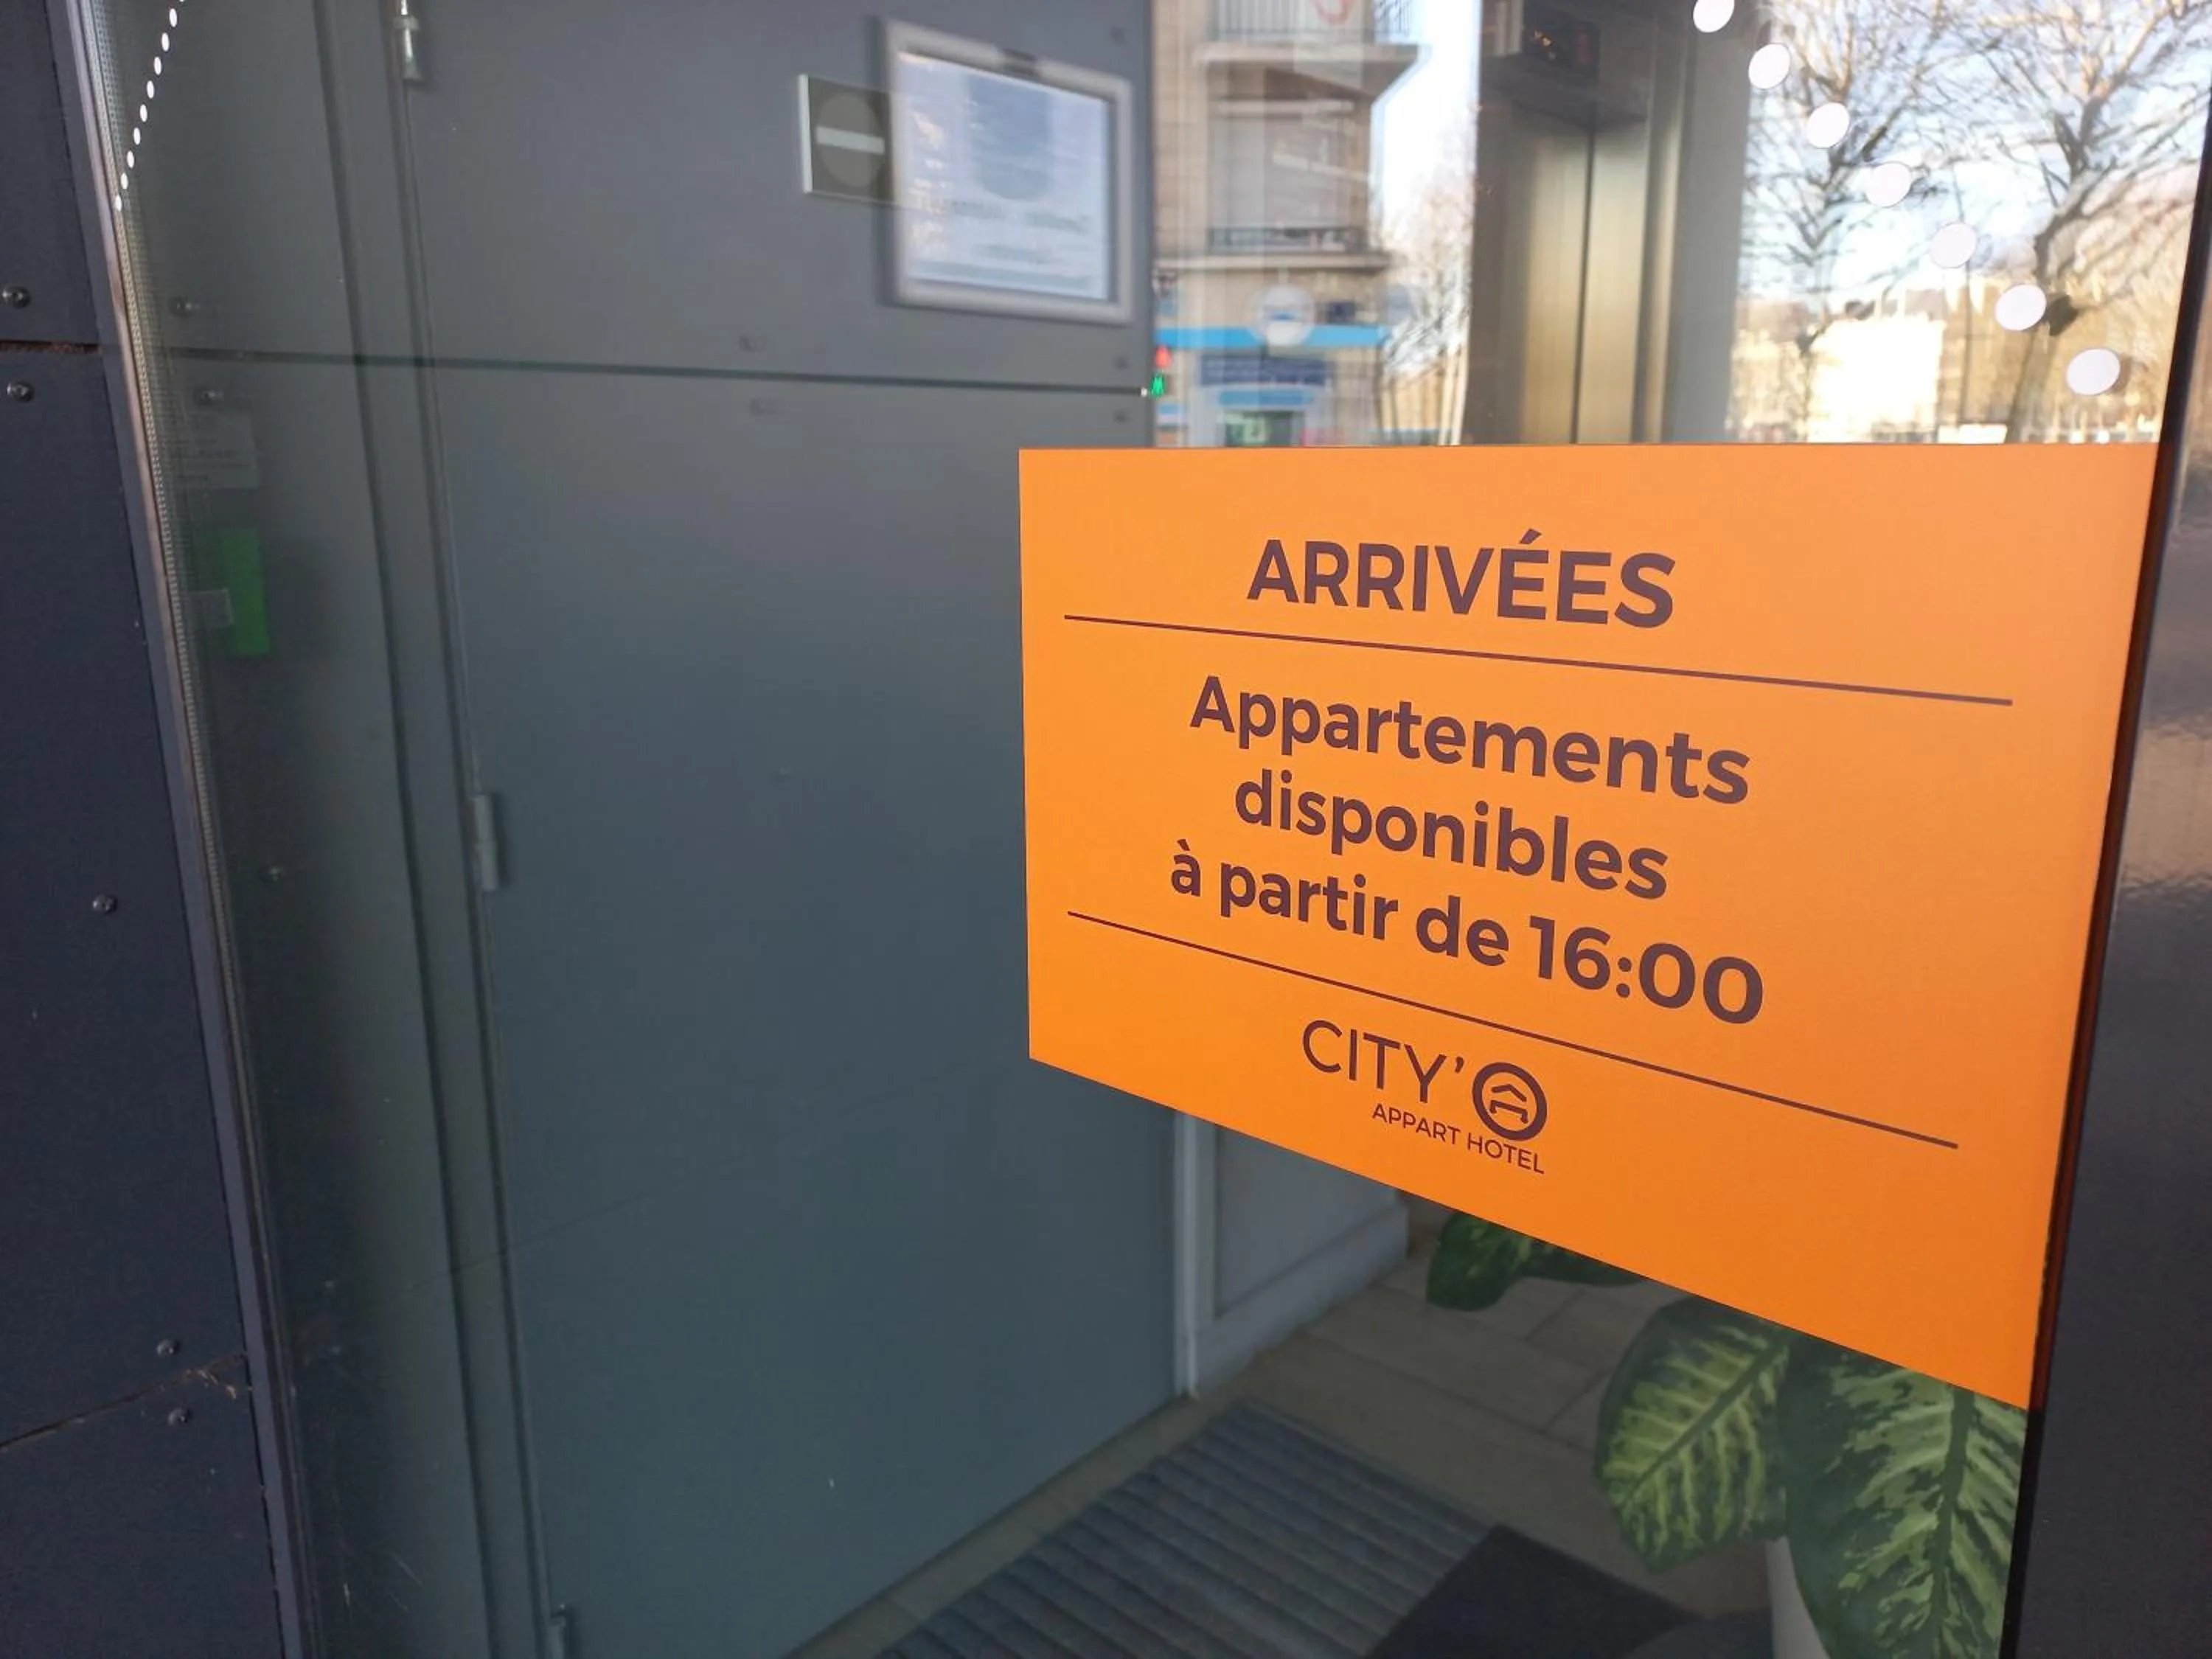 ARRIVÉES
Appartements
disponibles
à partir de 16:00
CITY'O
APPART HOTEL